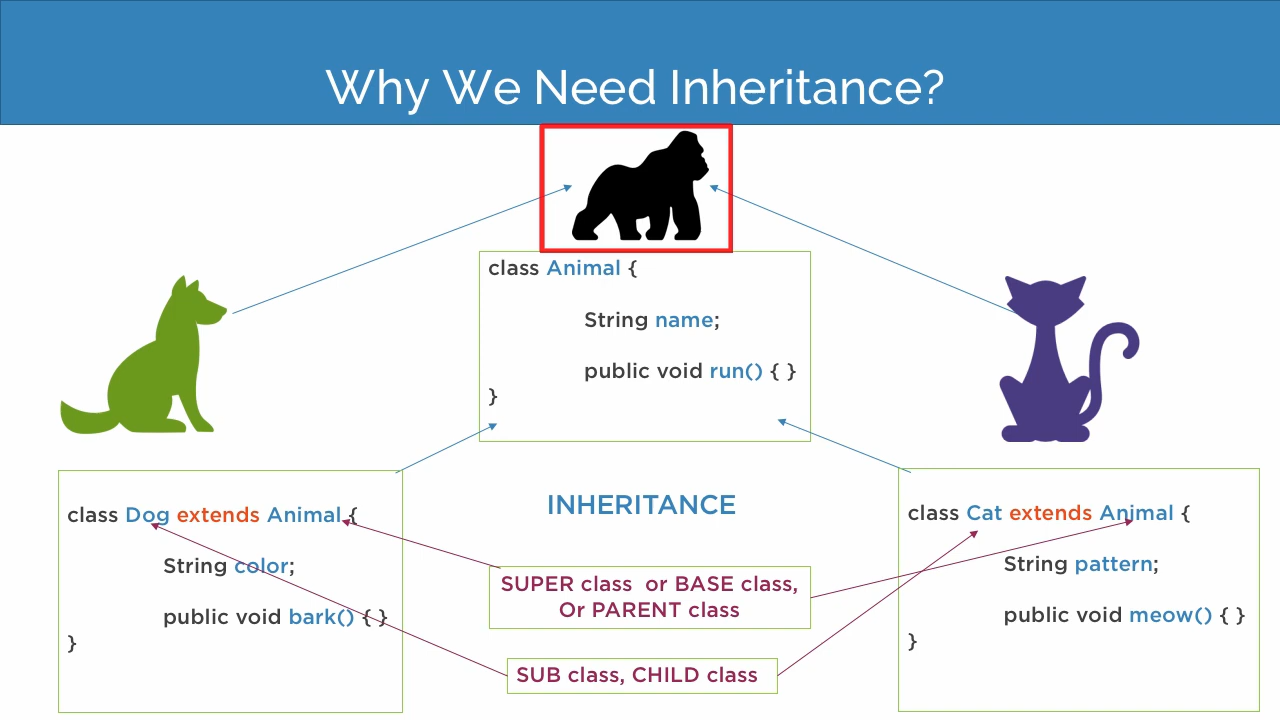 Why We Need Inheritance?
class Animal {
String name;
public void run() { }
}
class Dog extends Animal {
String color;
public void bark() { }
}
INHERITANCE
SUPER class or BASE class,
Or PARENT class
SUB class, CHILD class
class Cat extends Animal {
String pattern;
public void meow() { }
}